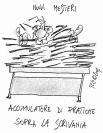 NUOVI MESTIERI
ACCUMULATORE DI PRATICHE
SOPRA LA SCRIVANIA